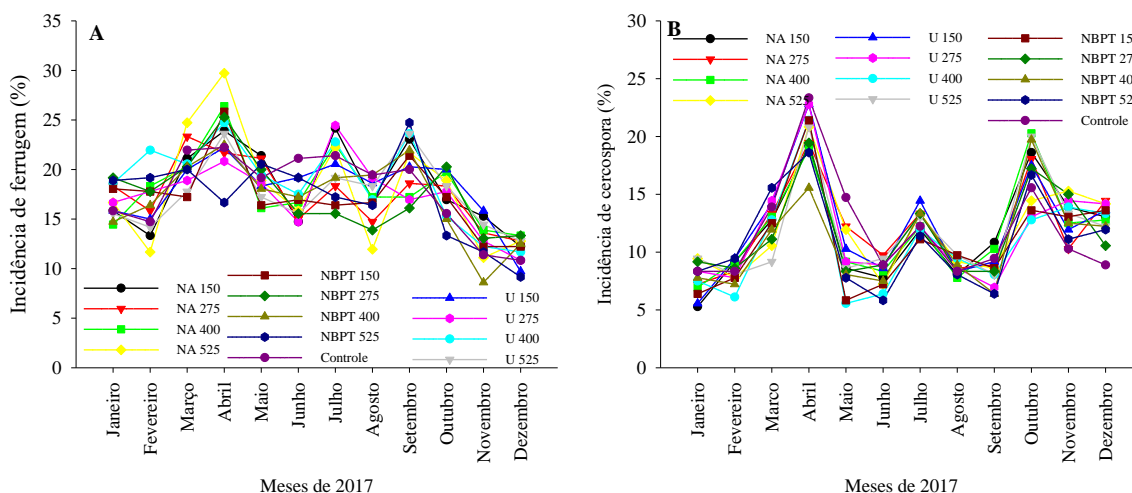 A
Incidência de ferrugem (%)
35
30
25
20
15
10
5
0
NA 150
NA 275
NA 400
NA 525
NBPT 150
NBPT 275
NBPT 400
NBPT 525
Controle
U 150
U 275
U 400
U 525
Janeiro
Fevereiro
Março
Abril
Maio
Junho
Julho
Agosto
Setembro
Outubro
Novembro
Dezembro
Meses de 2017
B
Incidência de cercospora (%)
30
25
20
15
10
5
0
NA 150
NA 275
NA 400
NA 525
U 150
U 275
U 400
U 525
NBPT 15
NBPT 27
NBPT 40
NBPT 52
Controle
Janeiro
Fevereiro
Marco
Abril
Maio
Junho
Julho
Agosto
Setembro
Outubro
Novembro
Dezembro
Meses de 2017